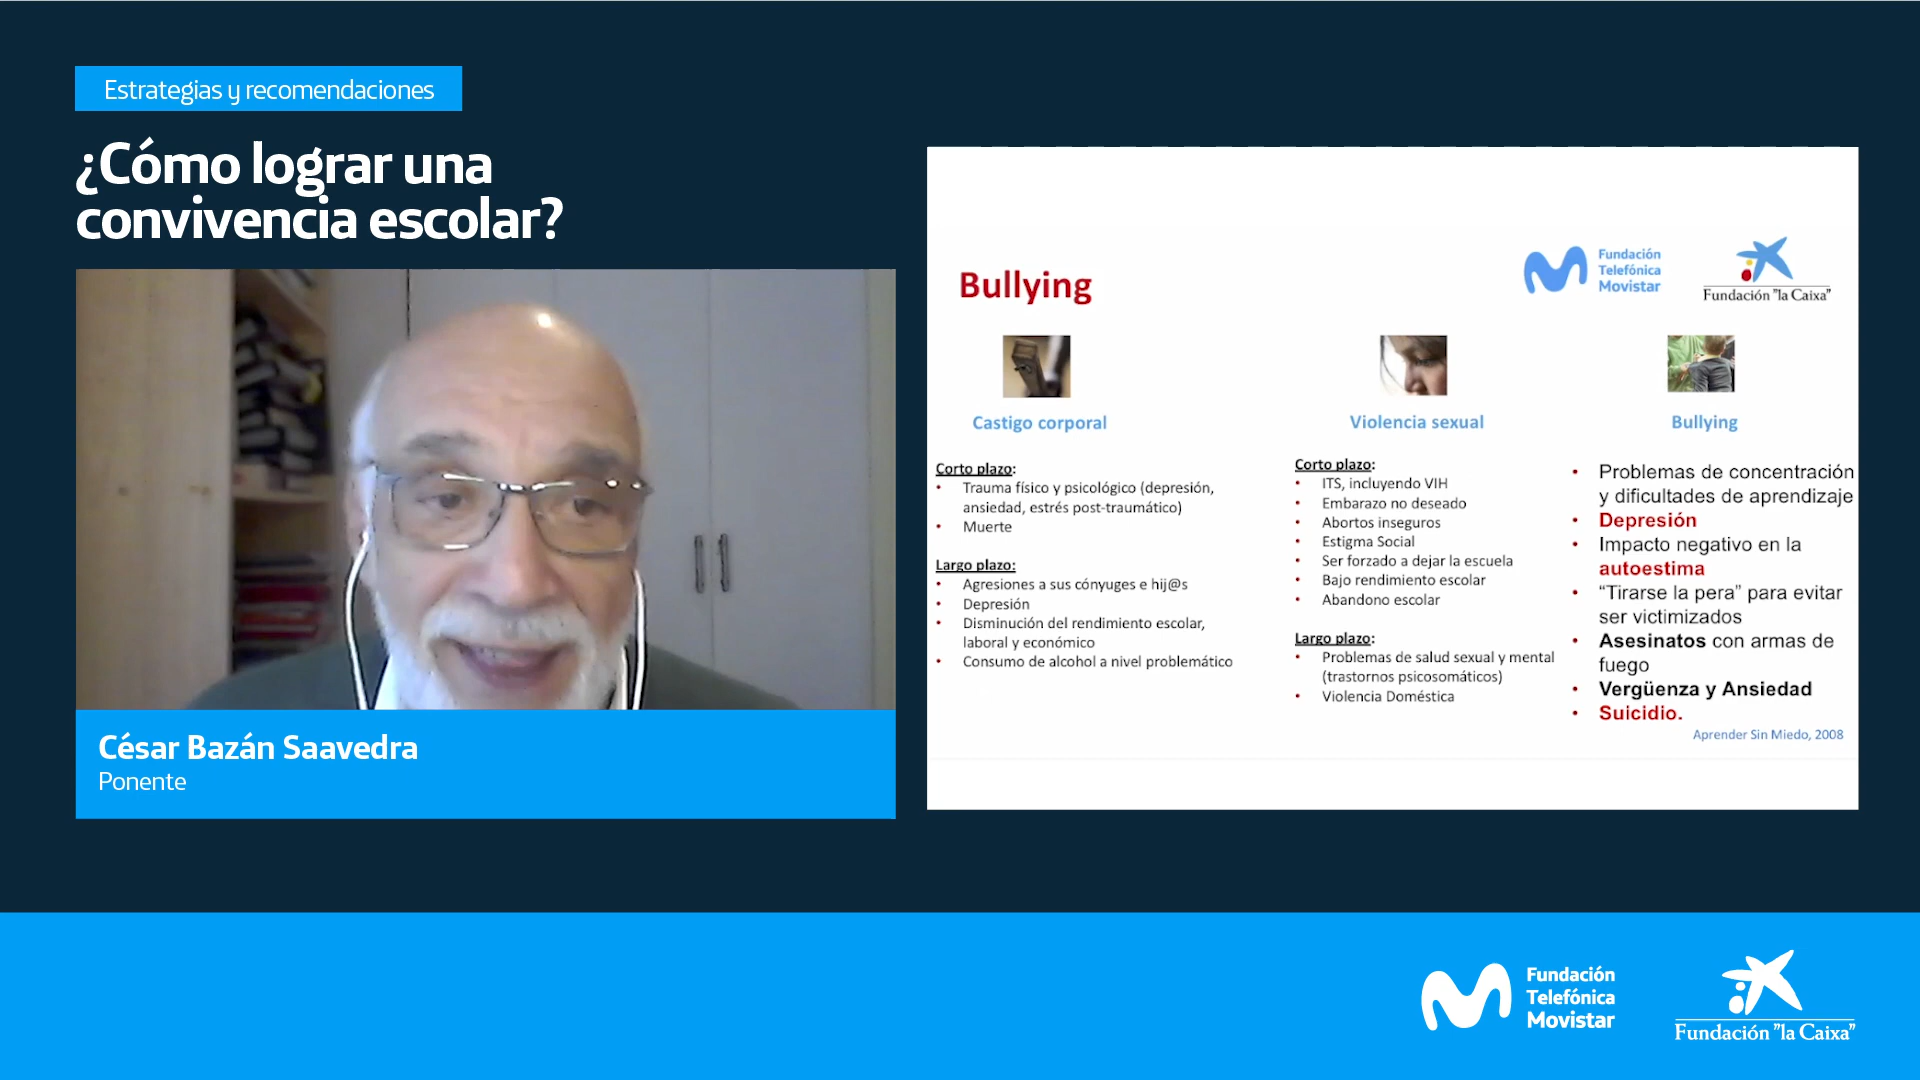 Estrategias y recomendaciones
¿Cómo lograr una
convivencia escolar?
César Bazán Saavedra
Ponente
Bullying
Fundación
Telefónica
Movistar
Fundación "la Caixa"
Castigo corporal
Corto plazo:
• Trauma físico y psicológico (depresión,
ansiedad, estrés post-traumático)
• Muerte
Largo plazo:
• Agresiones a sus cónyuges e hij@s
• Depresión
• Disminución del rendimiento escolar,
laboral y económico
• Consumo de alcohol a nivel problemático
Violencia sexual
Corto plazo:
• ITS, incluyendo VIH
• Embarazo no deseado
• Abortos inseguros
• Estigma Social
• Ser forzado a dejar la escuela
• Bajo rendimiento escolar
• Abandono escolar
Largo plazo:
• Problemas de salud sexual y mental
(trastornos psicosomáticos)
• Violencia Doméstica
Bullying
• Problemas de concentración
y dificultades de aprendizaje
• Depresión
• Impacto negativo en la
autoestima
• “Tirarse la pera” para evitar
ser victimizados
• Asesinatos con armas de
fuego
• Vergüenza y Ansiedad
• Suicidio.
Aprender Sin Miedo, 2008
Fundación
Telefónica
Movistar
Fundación "la Caixa"